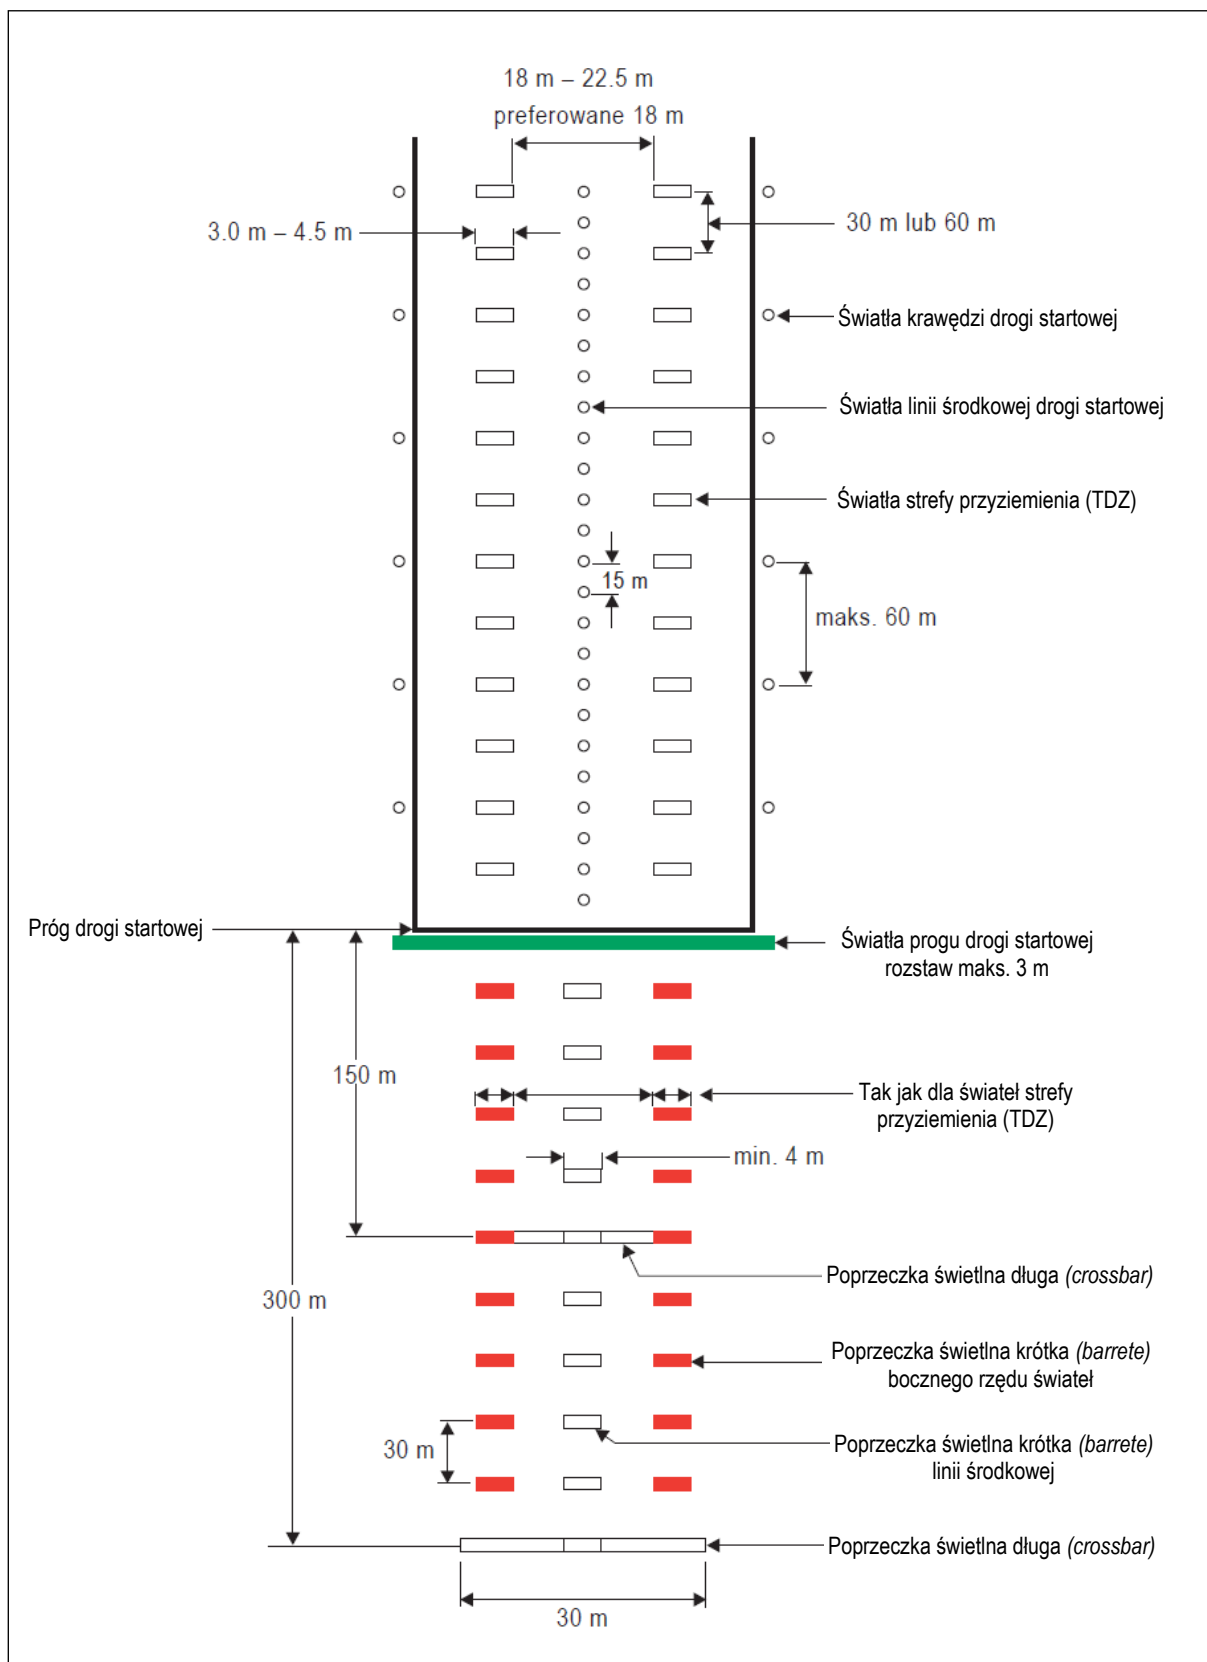 18 m – 22.5 m
preferowane 18 m
3.0 m – 4.5 m
30 m lub 60 m
Światła krawędzi drogi startowej
Światła linii środkowej drogi startowej
Światła strefy przyziemienia (TDZ)
15 m
maks. 60 m
Próg drogi startowej
Światła progu drogi startowej
rozstaw maks. 3 m
150 m
Tak jak dla świateł strefy
przyziemienia (TDZ)
min. 4 m
Poprzeczka świetlna długa (crossbar)
300 m
Poprzeczka świetlna krótka (barrete)
bocznego rzędu świateł
30 m
Poprzeczka świetlna krótka (barrete)
linii środkowej
Poprzeczka świetlna długa (crossbar)
30 m